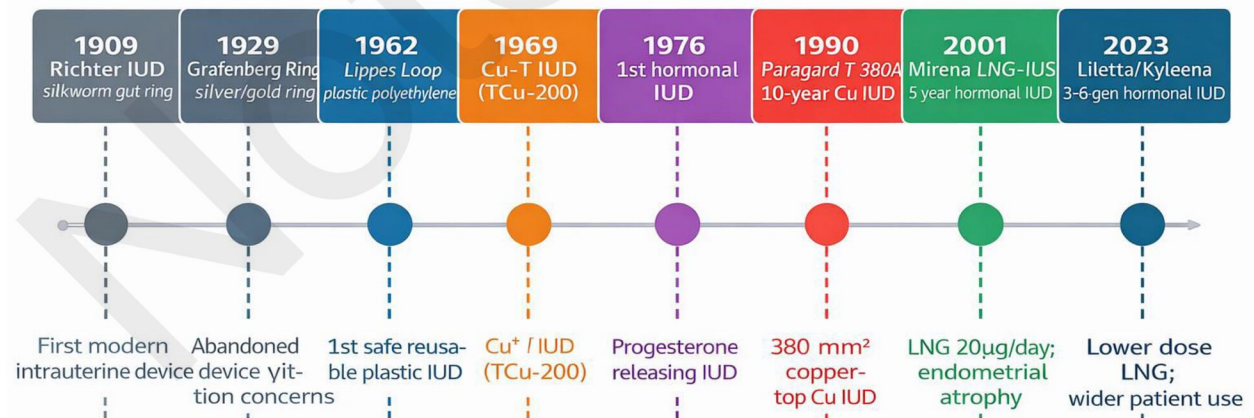 1909
Richter IUD
silkworm gut ring
1929
Grafenberg Ring
silver/gold ring
1962
Lippes Loop
plastic polyethylene
1969
Cu-T IUD
(TCu-200)
1976
1st hormonal
IUD
1990
Paragard T 380A
10-year Cu IUD
2001
Mirena LNG-IUS
5 year hormonal IUD
2023
Liletta/Kyleena
3-6-gen hormonal IUD
First modern
intrauterine device
Abandoned
device yit-
tion concerns
1st safe reusa-
ble plastic IUD
Cu⁺ / IUD
(TCu-200)
Progesterone
releasing IUD
380 mm²
copper-
top Cu IUD
LNG 20µg/day;
endometrial
atrophy
Lower dose
LNG;
wider patient use